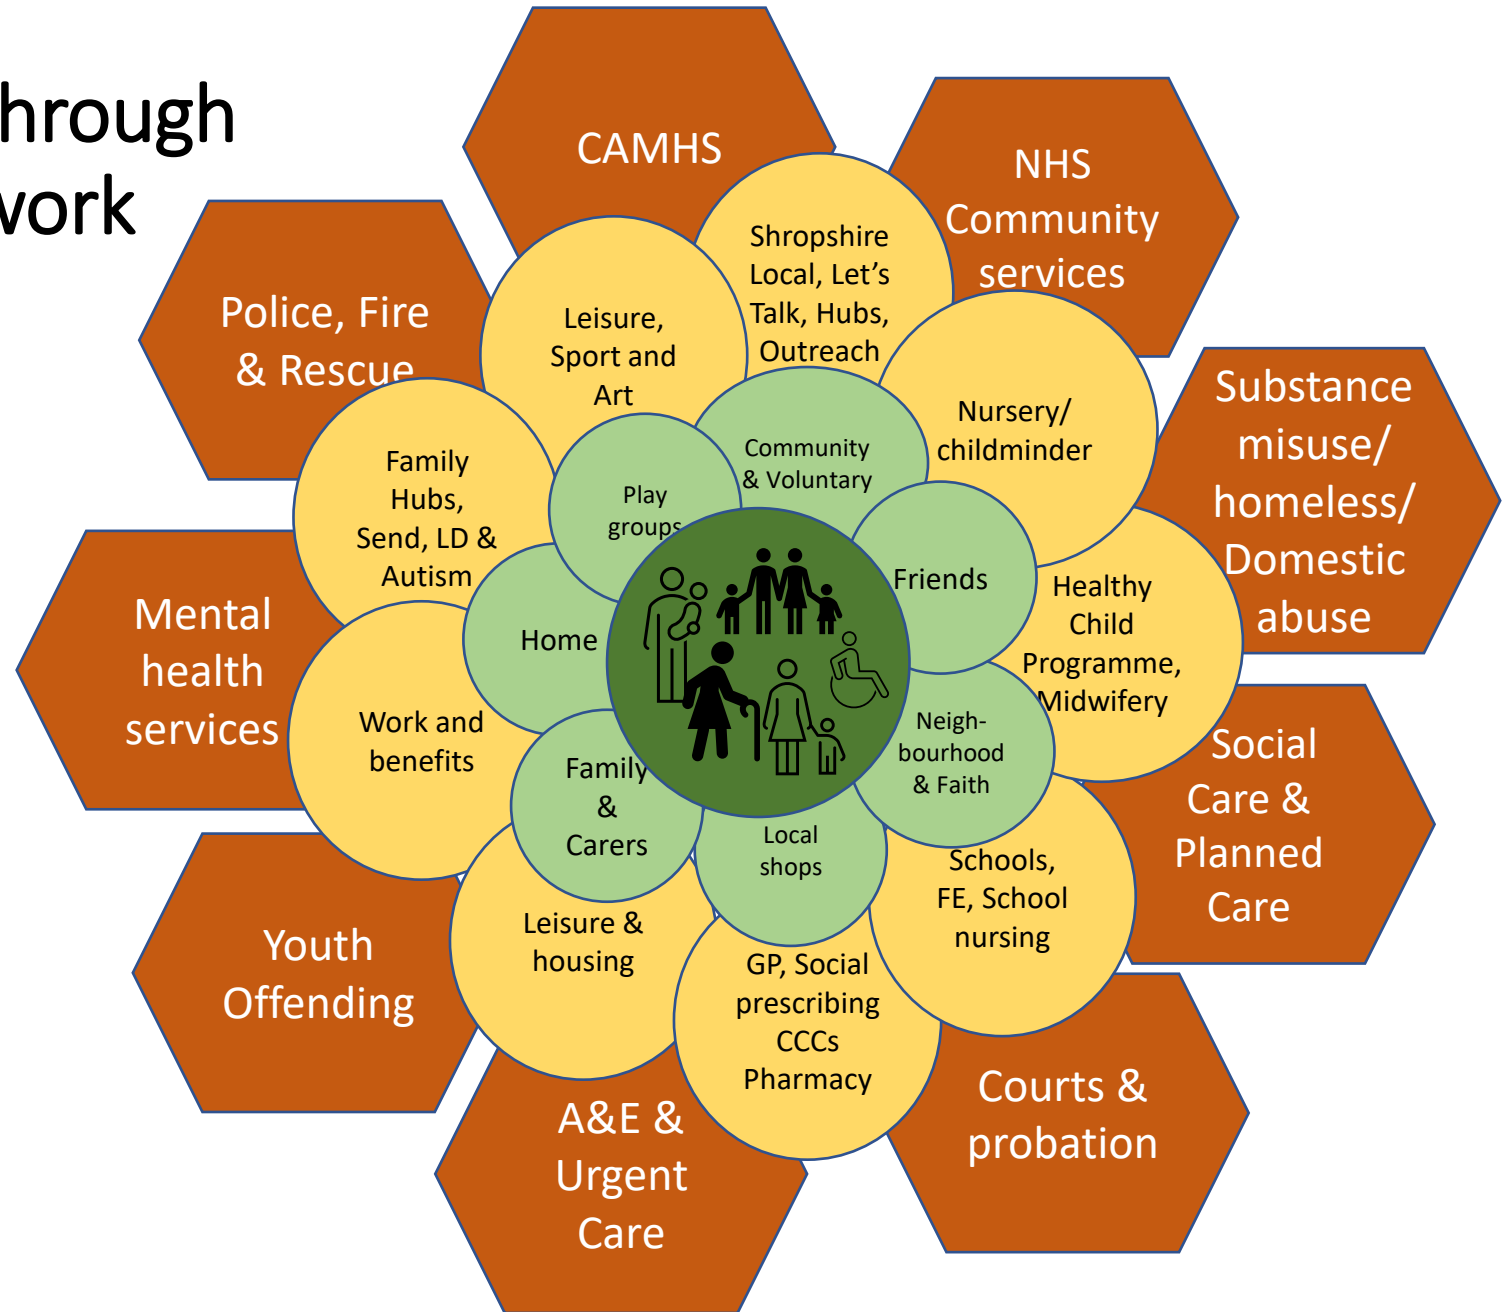 hrough
work
CAMHS
NHS
Community
services
Police, Fire
& Rescue
Substance
misuse/
homeless/
Domestic
abuse
Mental
health
services
Social
Care &
Planned
Care
Youth
Offending
A&E &
Urgent
Care
Courts &
probation
Shropshire
Local, Let's
Talk, Hubs,
Outreach
Leisure,
Sport and
Art
Nursery/
childminder
Family
Hubs,
Send, LD &
Autism
Healthy
Child
Programme,
Midwifery
Work and
benefits
Schools,
FE, School
nursing
Leisure &
housing
GP, Social
prescribing
CCCs
Pharmacy
Community
& Voluntary
Play
groups
Friends
Home
Neigh-
bourhood
& Faith
Family
&
Carers
Local
shops